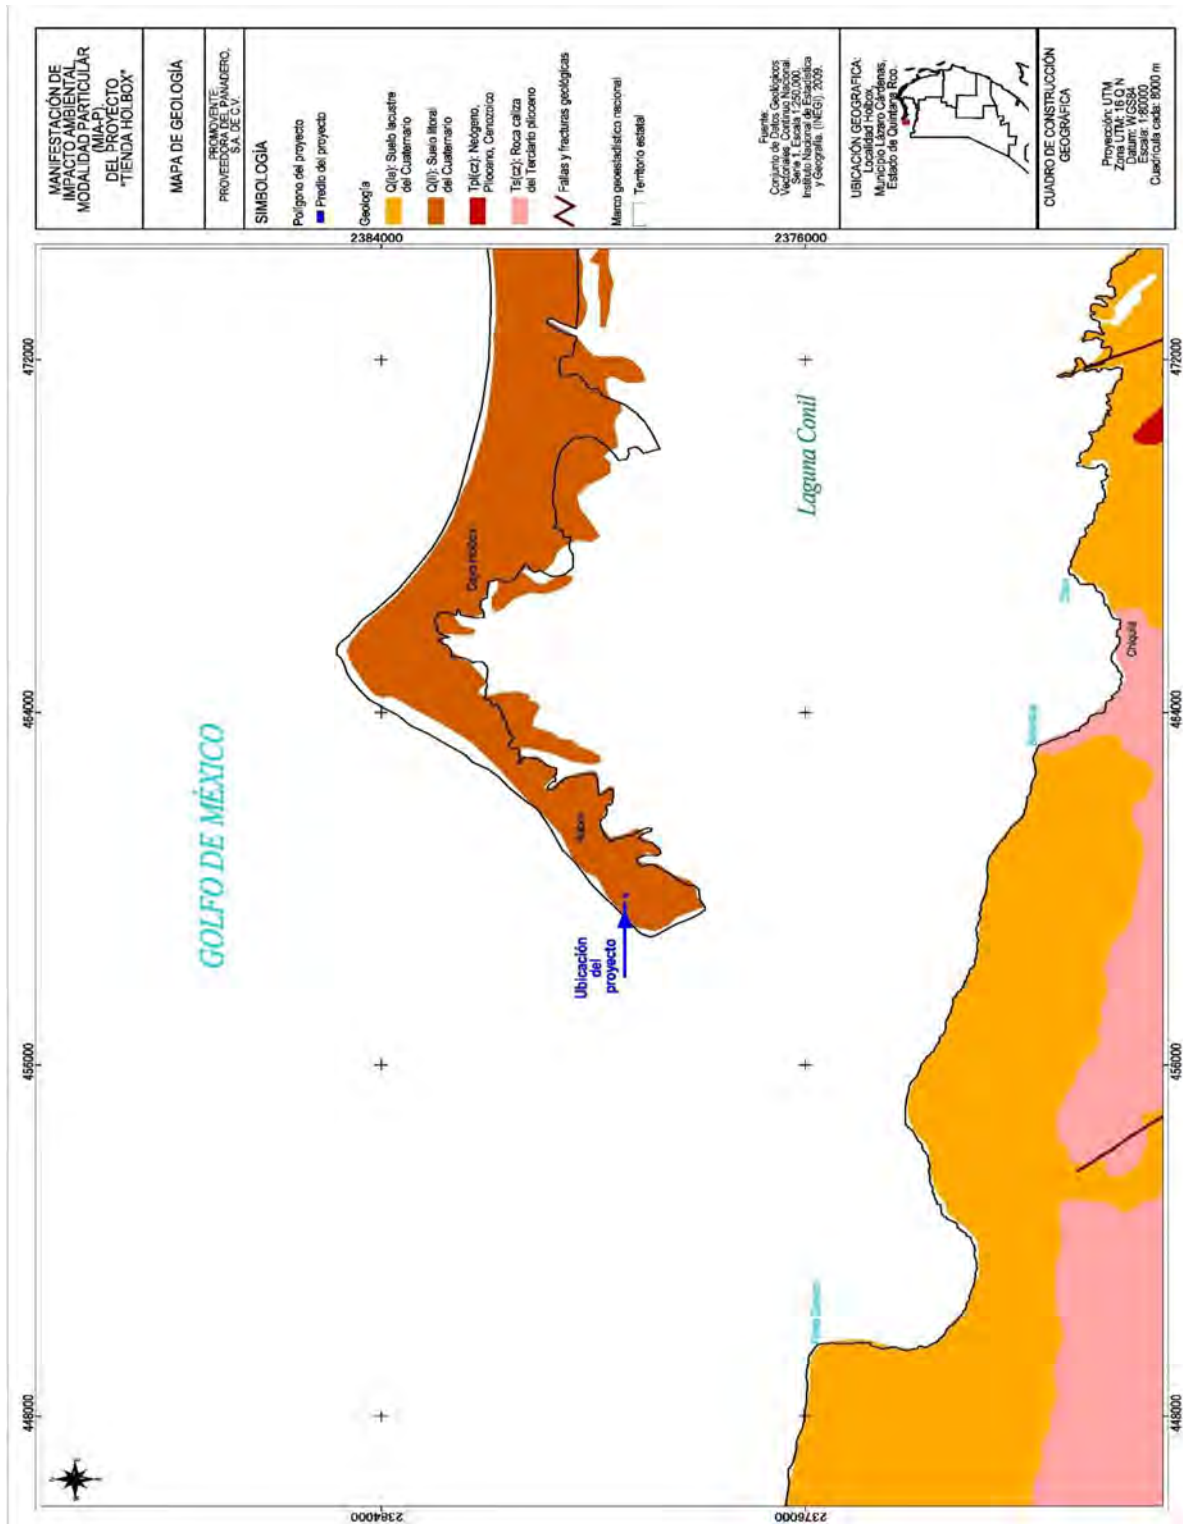 MANIFESTACIÓN DE
IMPACTO AMBIENTAL
MODALIDAD PARTICULAR
(MIA-P).
DEL PROYECTO
"TIENDA HOLBOX"
MAPA DE GEOLOGÍA
PROMOVENTE:
PROVEEDORA DEL PANADERO,
S.A. DE C.V.
SIMBOLOGÍA
Polígono del proyecto
Predio del proyecto
Geología
Q(la): Suelo lacustre
del Cuaternario
Q(li): Suelo litoral
del Cuaternario
Tpl(cz): Neógeno,
Plioceno, Cenozoico
Ts(cz): Roca caliza
del Terciario plioceno
Fallas y fracturas geológicas
Marco geoestadístico nacional
Territorio estatal
Fuente:
Conjunto de Datos Geológicos
Vectoriales. Continuo Nacional.
Serie 1. Escala 1:250,000.
Instituto Nacional de Estadística
y Geografía. (INEGI). 2009.
UBICACIÓN GEOGRAFICA:
Localidad Holbox,
Municipio Lázaro Cárdenas,
Estado de Quintana Roo.
CUADRO DE CONSTRUCCIÓN
GEOGRÁFICA
Proyección: UTM
Zona UTM: 16 Q N
Datum: WGS84
Escala: 1:80000
Cuadrícula cada: 8000 m
448000
456000
464000
472000
2384000
2376000
GOLFO DE MÉXICO
Laguna Conil
Holbox
Ubicación
del
proyecto
Chiquilá
448000
456000
464000
472000
2384000
2376000